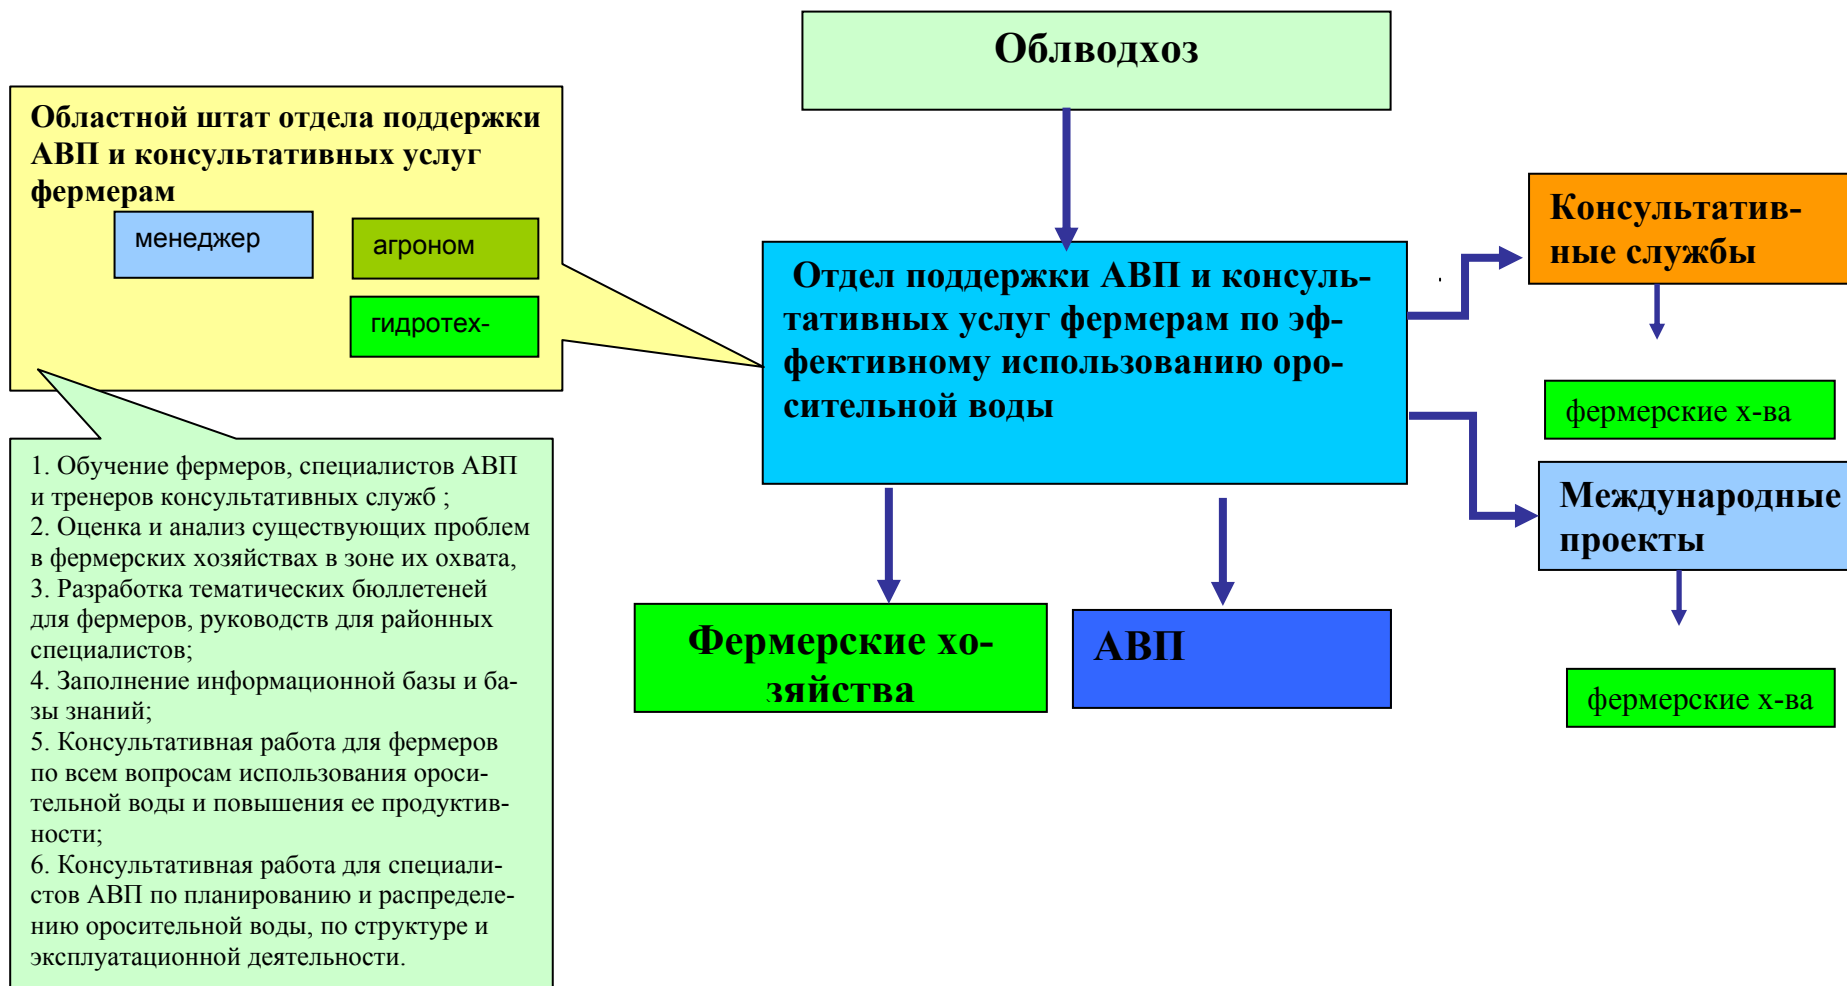 Облводхоз
Областной штат отдела поддержки
АВП и консультативных услуг
фермерам
менеджер
агроном
гидротех-
Отдел поддержки АВП и консуль-
тативных услуг фермерам по эф-
фективному использованию оро-
сительной воды
Консультатив-
ные службы
фермерские х-ва
Международные
проекты
фермерские х-ва
Фермерские хо-
зяйства
АВП
1. Обучение фермеров, специалистов АВП
и тренеров консультативных служб ;
2. Оценка и анализ существующих проблем
в фермерских хозяйствах в зоне их охвата,
3. Разработка тематических бюллетеней
для фермеров, руководств для районных
специалистов;
4. Заполнение информационной базы и ба-
зы знаний;
5. Консультативная работа для фермеров
по всем вопросам использования ороси-
тельной воды и повышения ее продуктив-
ности;
6. Консультативная работа для специали-
стов АВП по планированию и распределе-
нию оросительной воды, по структуре и
эксплуатационной деятельности.